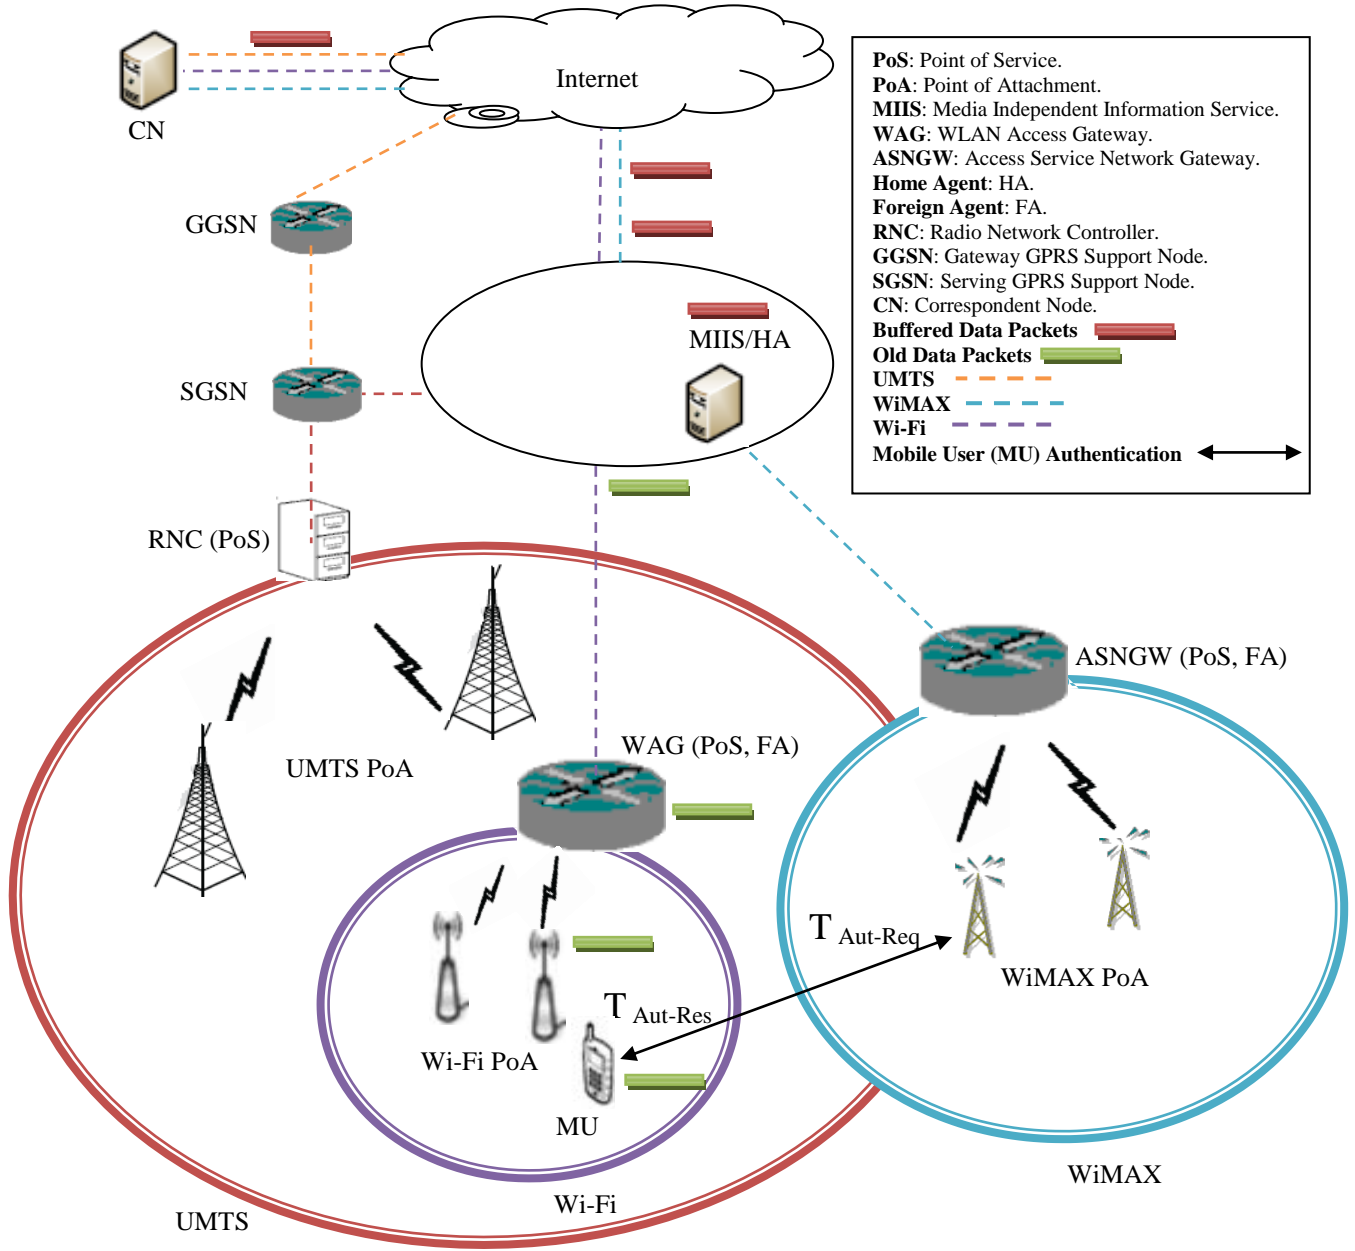 Internet
CN
PoS: Point of Service.
PoA: Point of Attachment.
MIIS: Media Independent Information Service.
WAG: WLAN Access Gateway.
ASNGW: Access Service Network Gateway.
Home Agent: HA.
Foreign Agent: FA.
RNC: Radio Network Controller.
GGSN: Gateway GPRS Support Node.
SGSN: Serving GPRS Support Node.
CN: Correspondent Node.
Buffered Data Packets
Old Data Packets
UMTS
WiMAX
Wi-Fi
Mobile User (MU) Authentication
GGSN
MIIS/HA
SGSN
RNC (PoS)
ASNGW (PoS, FA)
WAG (PoS, FA)
UMTS PoA
T Aut-Req
WiMAX PoA
T Aut-Res
Wi-Fi PoA
MU
WiMAX
Wi-Fi
UMTS